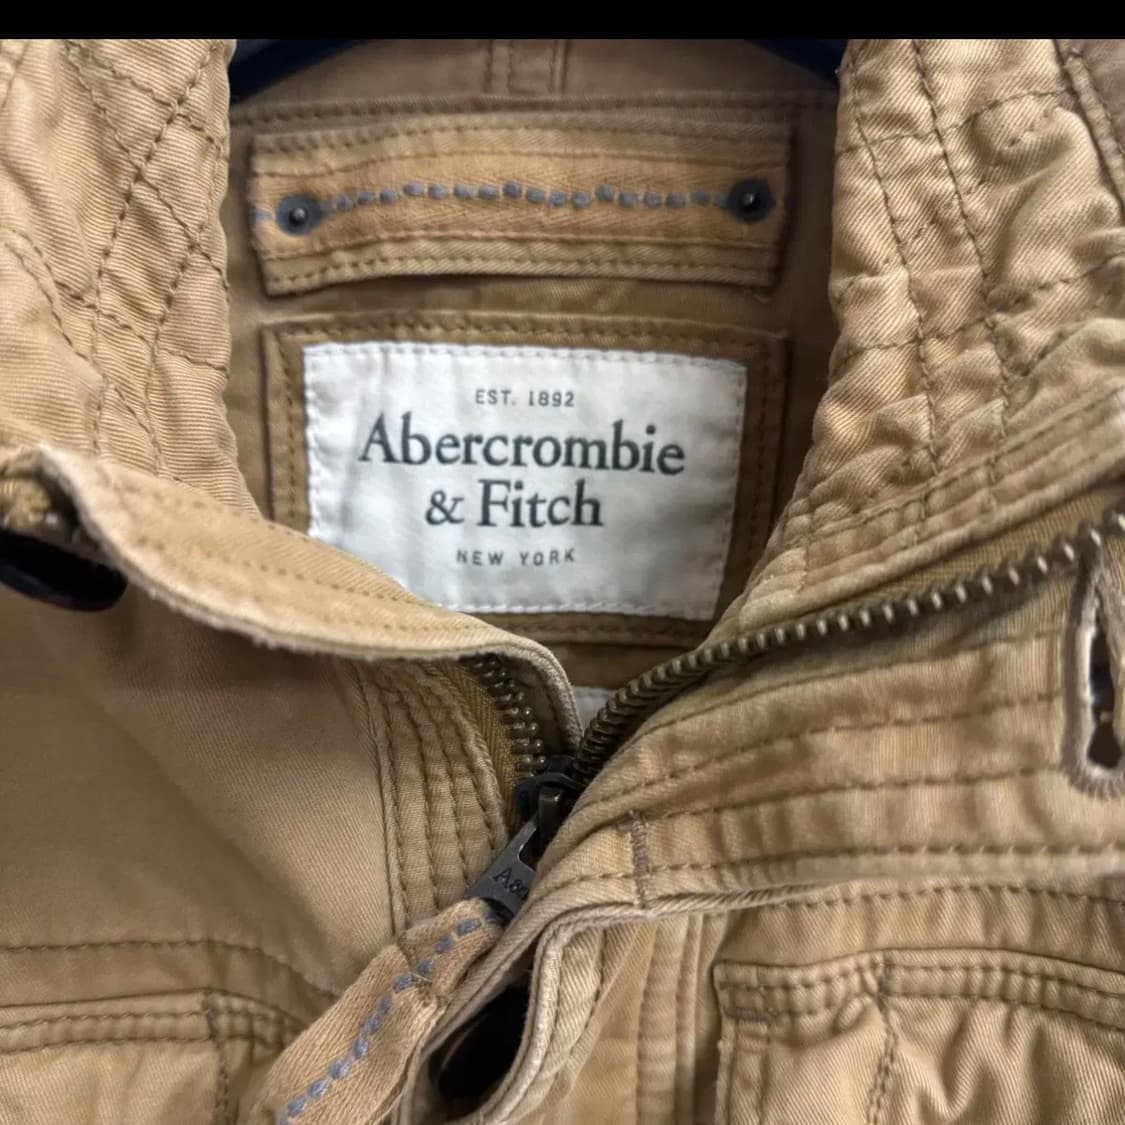 EST. 1892
Abercrombie
& Fitch
NEW YORK
A&